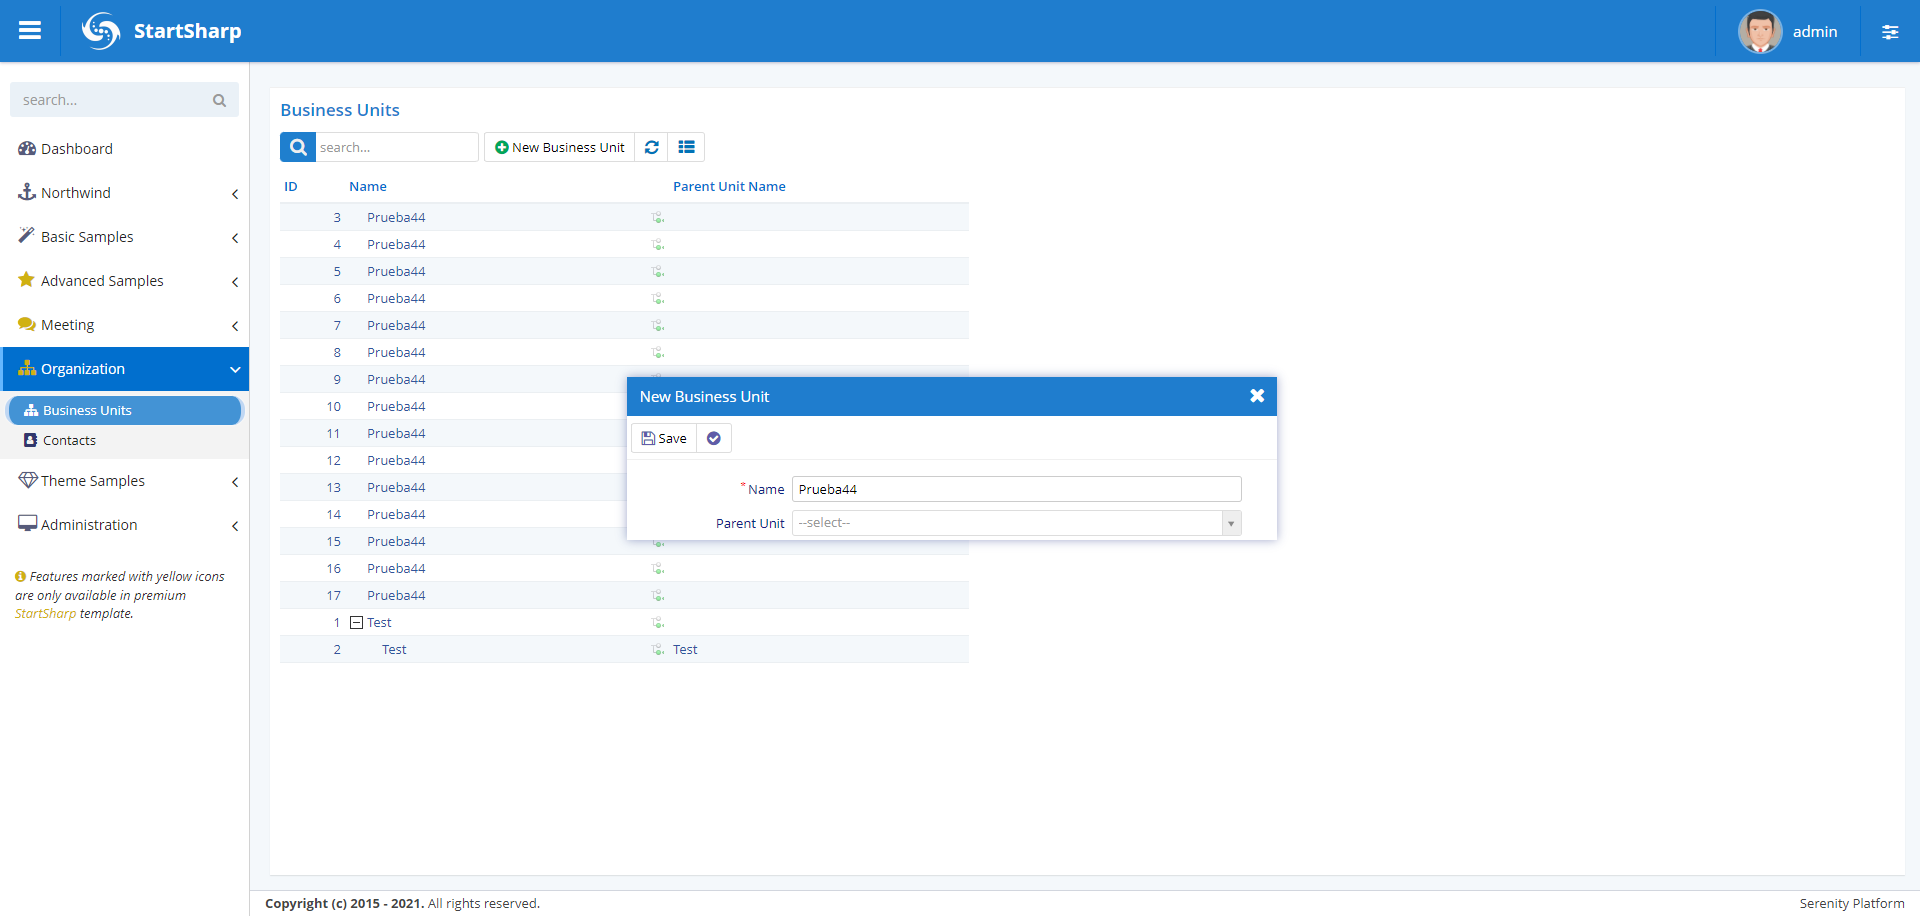 StartSharp
admin
search...
Dashboard
Northwind
Basic Samples
Advanced Samples
Meeting
Organization
Business Units
Contacts
Theme Samples
Administration
Features marked with yellow icons
are only available in premium
StartSharp template.
Business Units
search...
New Business Unit
ID Name Parent Unit Name
3 Prueba44
4 Prueba44
5 Prueba44
6 Prueba44
7 Prueba44
8 Prueba44
9 Prueba44
10 Prueba44
11 Prueba44
12 Prueba44
13 Prueba44
14 Prueba44
15 Prueba44
16 Prueba44
17 Prueba44
1 Test
2 Test Test
New Business Unit
Save
* Name Prueba44
Parent Unit --select--
Copyright (c) 2015 - 2021. All rights reserved.
Serenity Platform